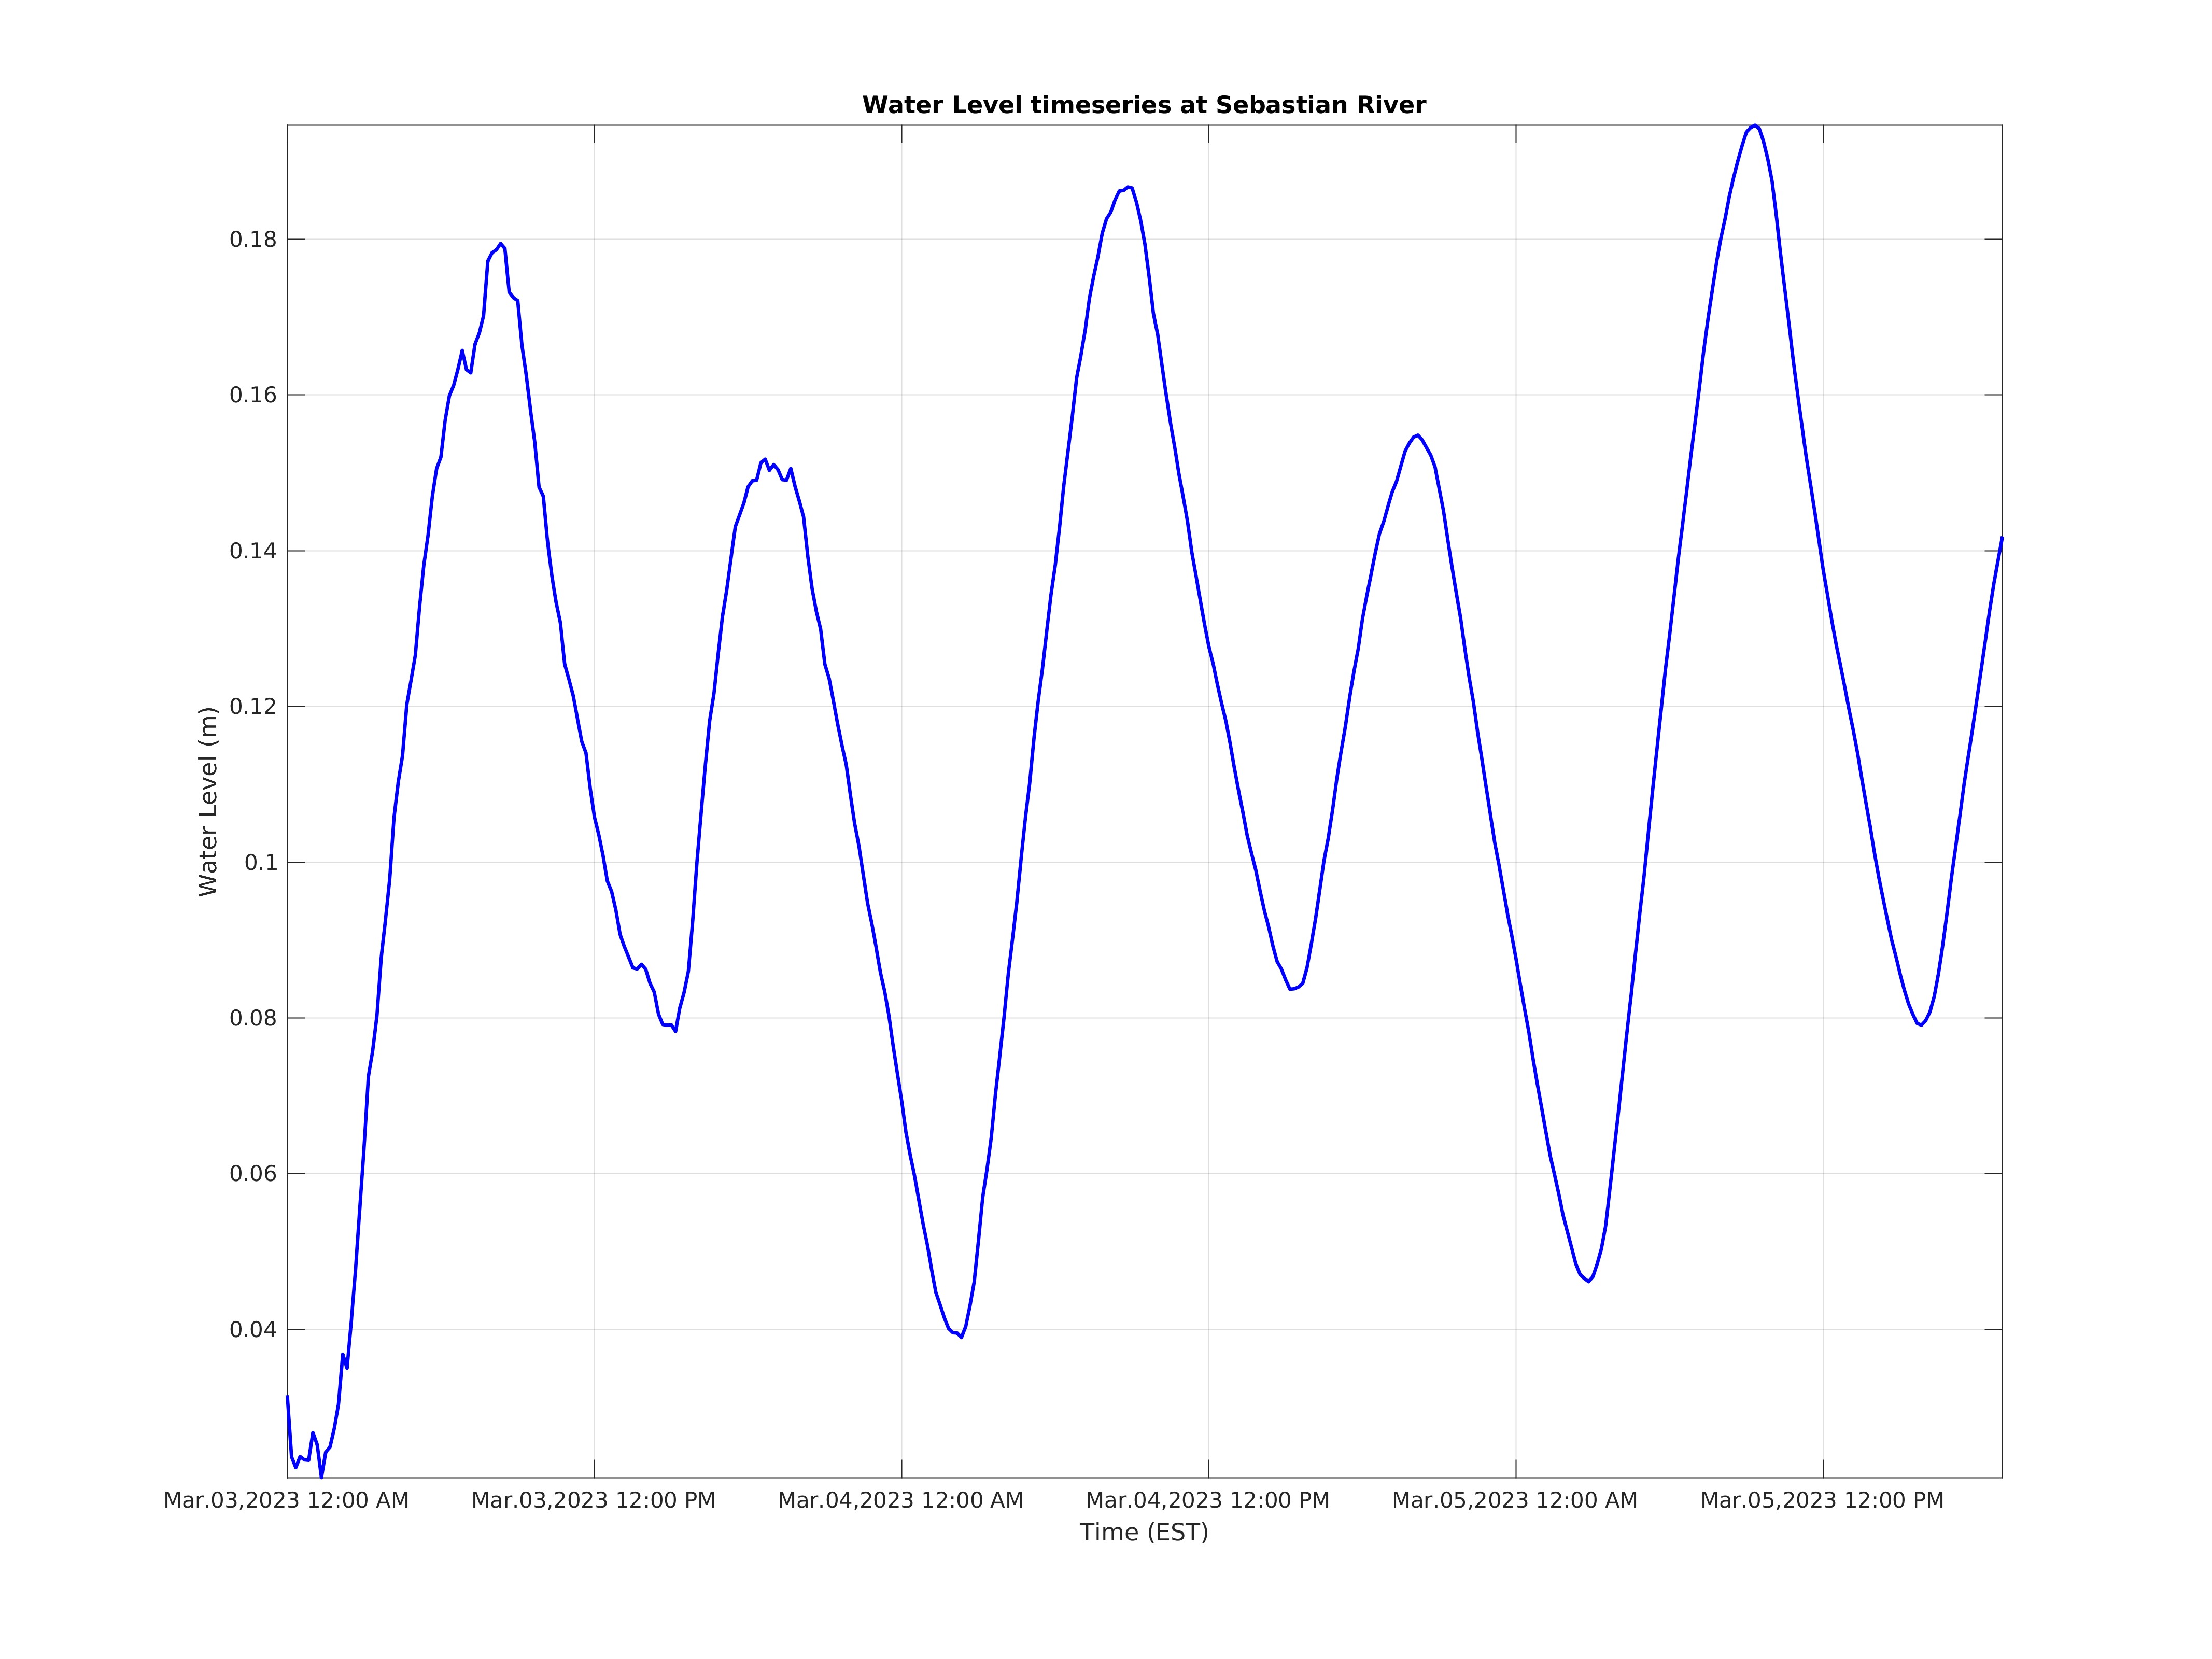 Water Level timeseries at Sebastian River
Water Level (m)
0.18
0.16
0.14
0.12
0.1
0.08
0.06
0.04
Mar.03,2023 12:00 AM
Mar.03,2023 12:00 PM
Mar.04,2023 12:00 AM
Mar.04,2023 12:00 PM
Mar.05,2023 12:00 AM
Mar.05,2023 12:00 PM
Time (EST)